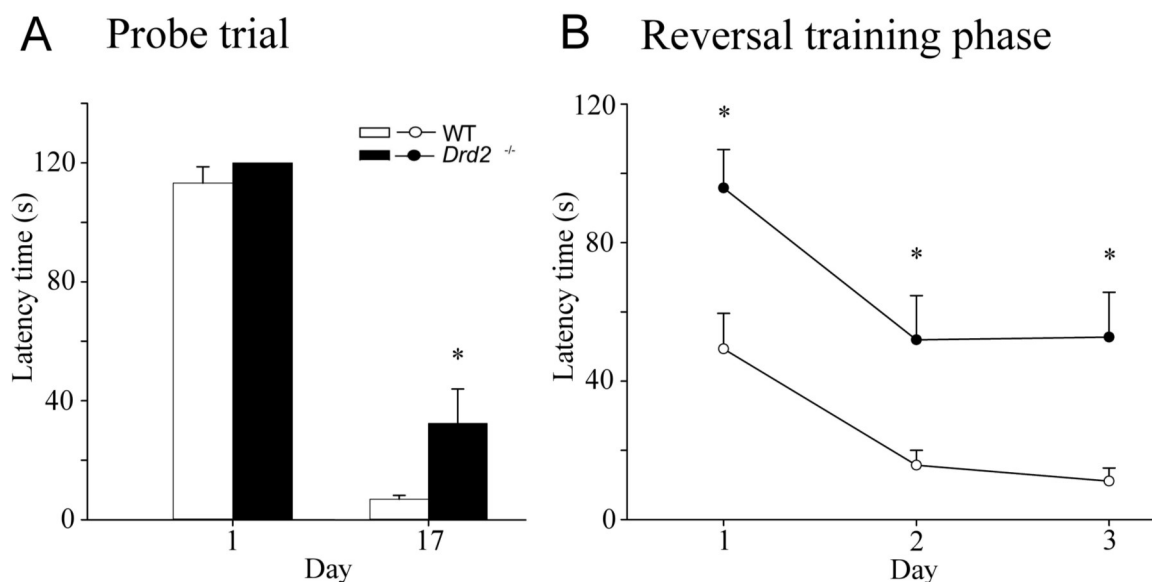 A Probe trial
Latency time (s)
120
80
40
0
WT
Drd2 -/-
*
1 17
Day
B Reversal training phase
Latency time (s)
120
80
40
0
* * *
1 2 3
Day